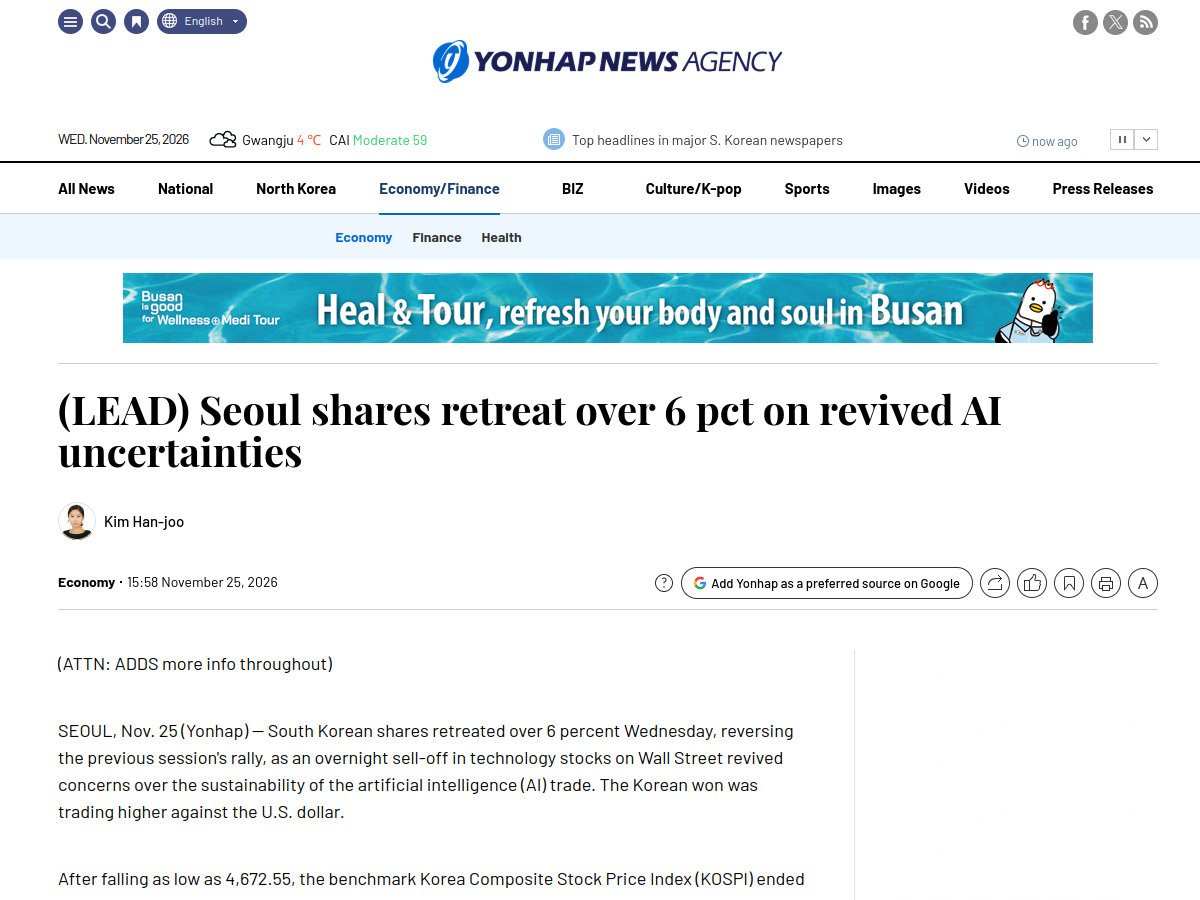 English
YONHAP NEWS AGENCY
WED. November 25, 2026
Gwangju 4 ℃ CAI Moderate 59
Top headlines in major S. Korean newspapers
now ago
All News National North Korea Economy/Finance BIZ Culture/K-pop Sports Images Videos Press Releases
Economy Finance Health
Busan
is good
for Wellness Medi Tour
Heal & Tour, refresh your body and soul in Busan
(LEAD) Seoul shares retreat over 6 pct on revived AI
uncertainties
Kim Han-joo
Economy · 15:58 November 25, 2026
? Add Yonhap as a preferred source on Google A
(ATTN: ADDS more info throughout)
SEOUL, Nov. 25 (Yonhap) — South Korean shares retreated over 6 percent Wednesday, reversing
the previous session's rally, as an overnight sell-off in technology stocks on Wall Street revived
concerns over the sustainability of the artificial intelligence (AI) trade. The Korean won was
trading higher against the U.S. dollar.
After falling as low as 4,672.55, the benchmark Korea Composite Stock Price Index (KOSPI) ended